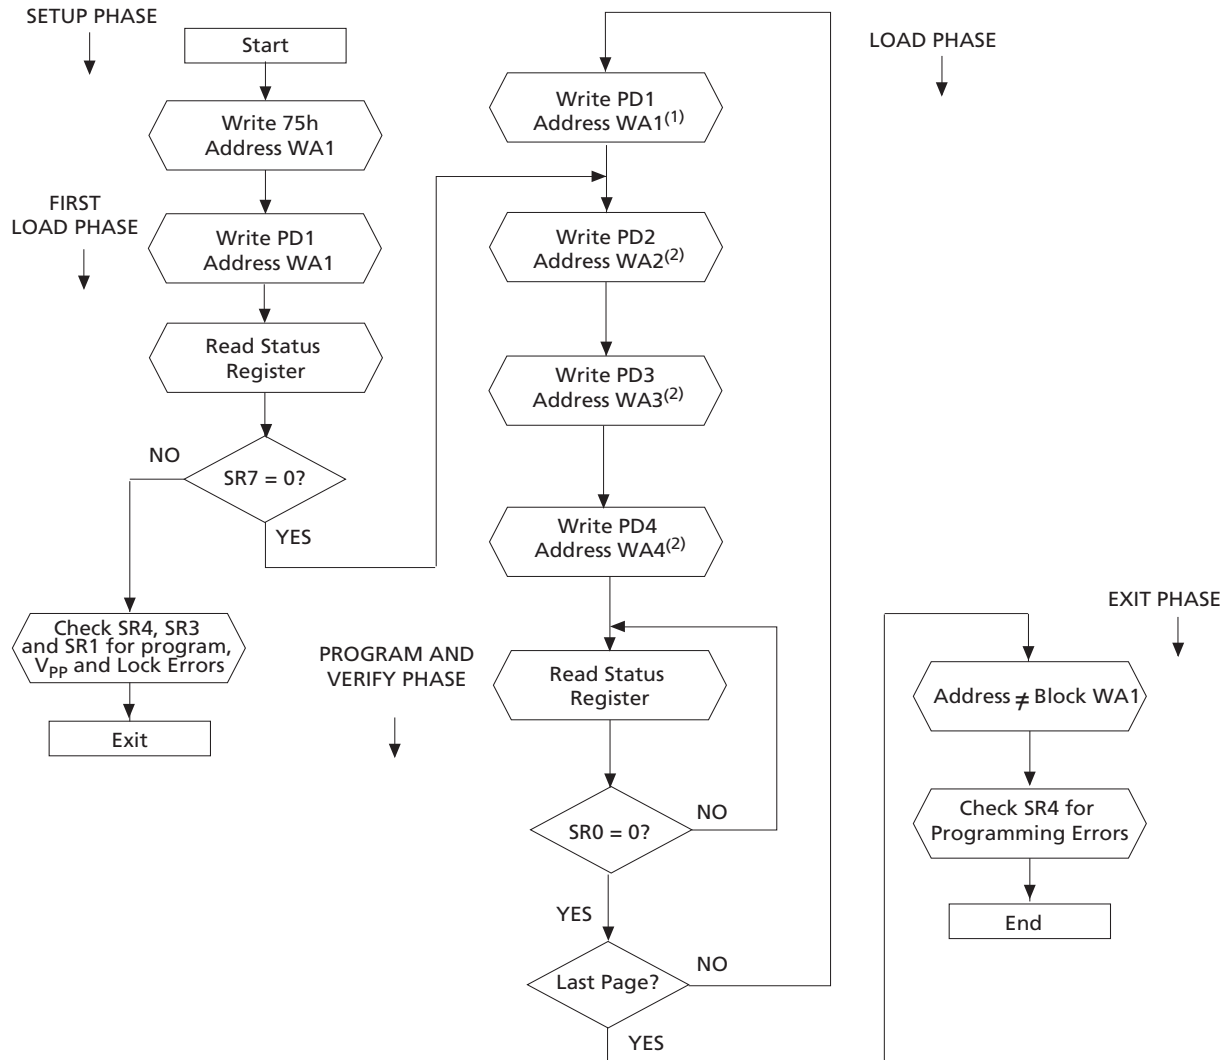 SETUP PHASE
Start
Write 75h
Address WA1
FIRST
LOAD PHASE
Write PD1
Address WA1
Read Status
Register
NO
SR7 = 0?
YES
Check SR4, SR3
and SR1 for program,
VPP and Lock Errors
Exit
LOAD PHASE
Write PD1
Address WA1(1)
Write PD2
Address WA2(2)
Write PD3
Address WA3(2)
Write PD4
Address WA4(2)
PROGRAM AND
VERIFY PHASE
Read Status
Register
NO
SR0 = 0?
YES
NO
Last Page?
YES
EXIT PHASE
Address ≠ Block WA1
Check SR4 for
Programming Errors
End